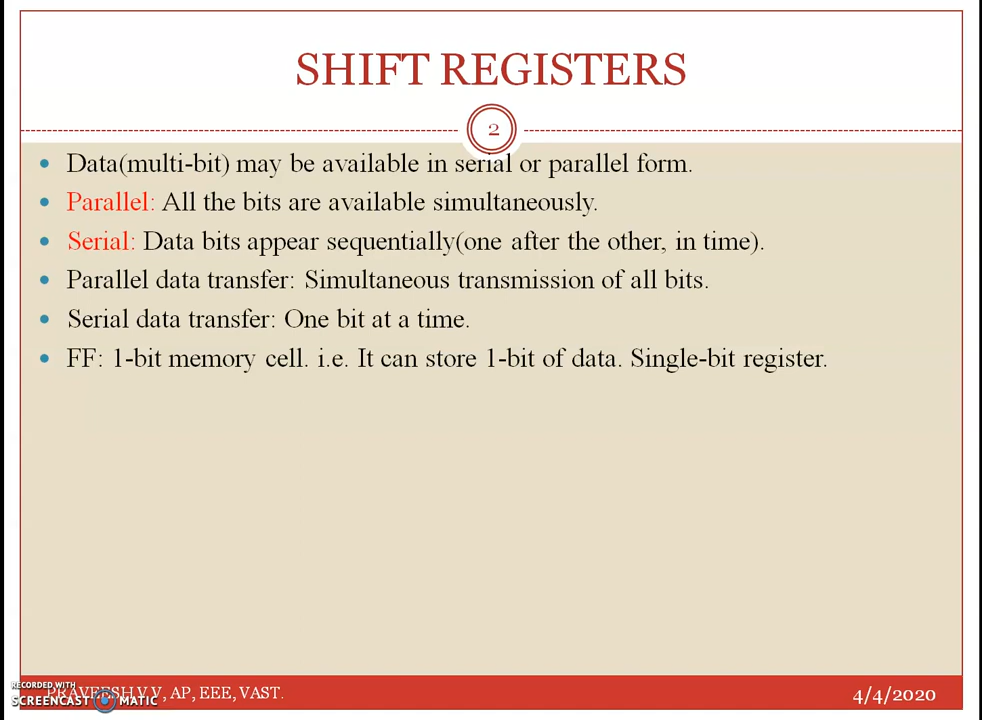 SHIFT REGISTERS
2
Data(multi-bit) may be available in serial or parallel form.
Parallel: All the bits are available simultaneously.
Serial: Data bits appear sequentially(one after the other, in time).
Parallel data transfer: Simultaneous transmission of all bits.
Serial data transfer: One bit at a time.
FF: 1-bit memory cell. i.e. It can store 1-bit of data. Single-bit register.
RECORDED WITH
SCREENCAST MATIC
PRAVEESH.V.V, AP, EEE, VAST.
4/4/2020